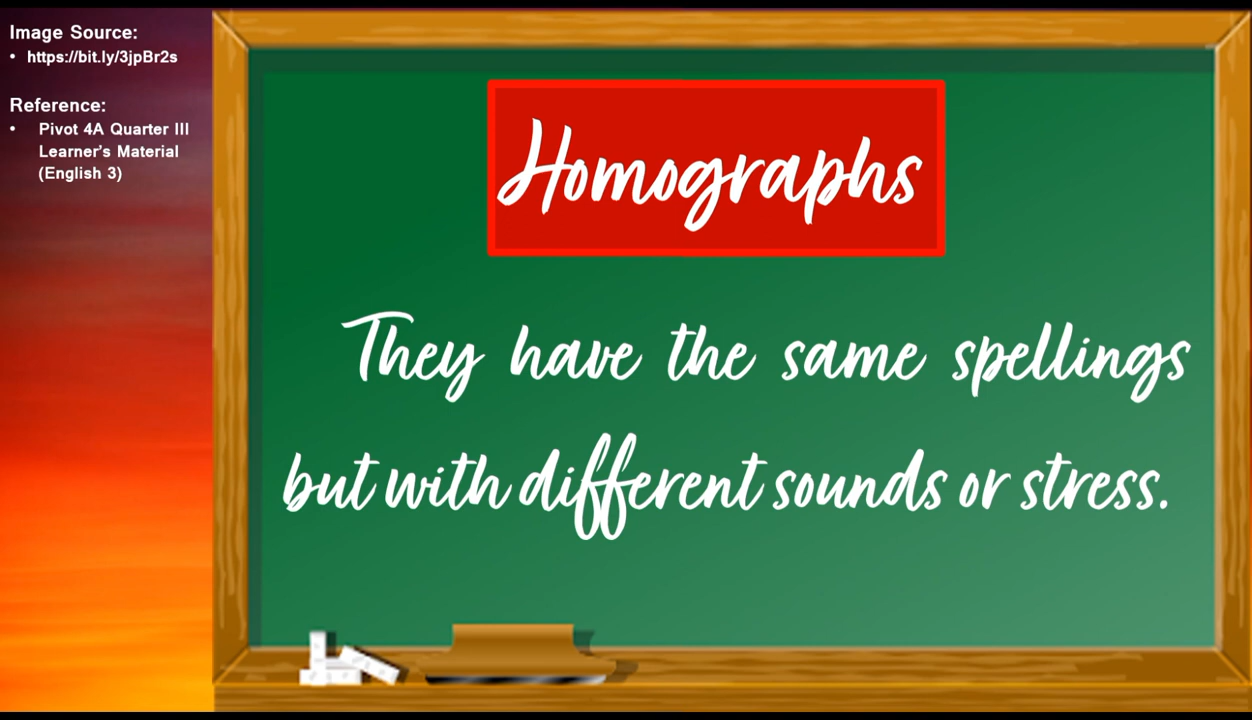 Image Source:
• https://bit.ly/3jpBr2s
Reference:
• Pivot 4A Quarter III
Learner's Material
(English 3)
Homographs
They have the same spellings
but with different sounds or stress.